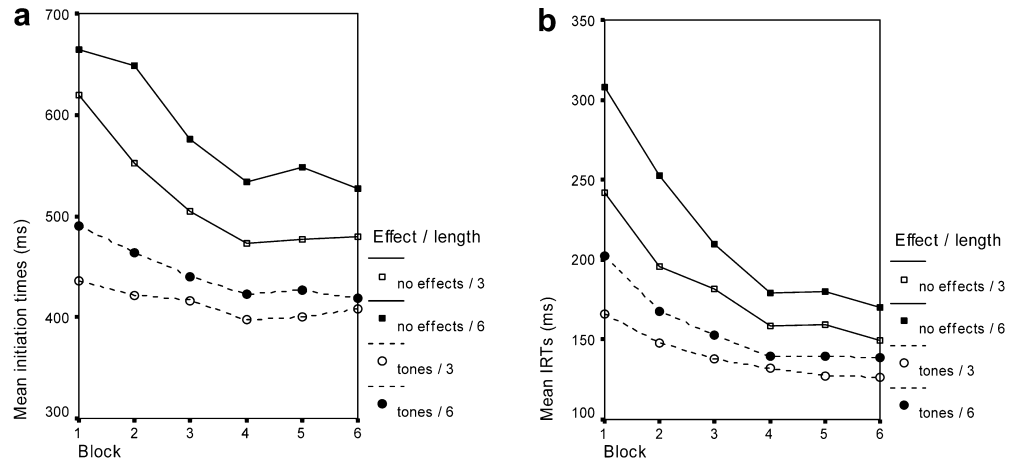 a
700
600
500
400
300
Mean initiation times (ms)
1 2 3 4 5 6
Block
Effect / length
no effects / 3
no effects / 6
tones / 3
tones / 6
b
350
300
250
200
150
100
Mean IRTs (ms)
1 2 3 4 5 6
Block
Effect / length
no effects / 3
no effects / 6
tones / 3
tones / 6